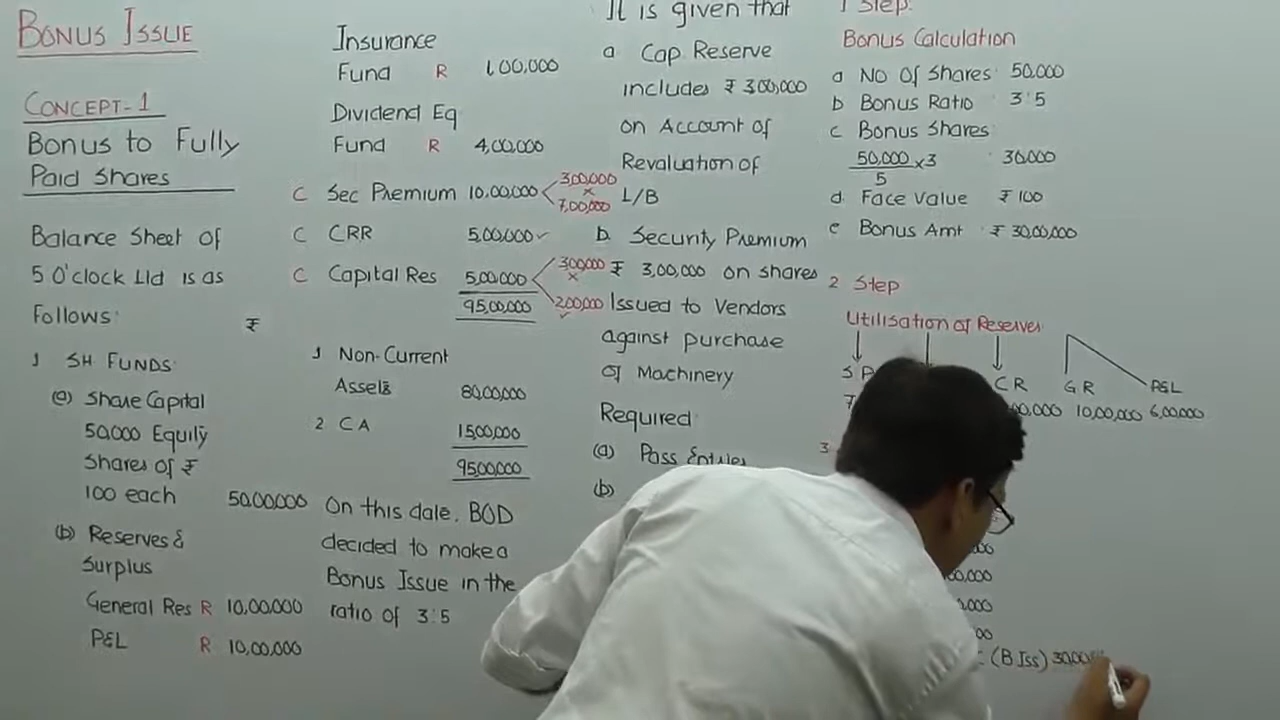 BONUS ISSUE
CONCEPT-1
Bonus to Fully
Paid Shares
Balance Sheet of
5 O'clock Ltd is as
Follows:
₹
1 SH FUNDS:
(a) Share Capital
50,000 Equity
Shares of ₹
100 each 50,00,000
(b) Reserves &
Surplus
General Res R 10,00,000
P&L R 10,00,000
Insurance
Fund R 1,00,000
Dividend Eq
Fund R 4,00,000
C Sec Premium 10,00,000 3,00,000 ×
7,00,000
C CRR 5,00,000 ✓
C Capital Res 5,00,000 3,00,000 ×
2,00,000 ✓
95,00,000
1 Non-Current
Assets 80,00,000
2 CA 15,00,000
95,00,000
On this date, BOD
decided to make a
Bonus Issue in the
ratio of 3:5
It is given that
a Cap Reserve
includes ₹ 3,00,000
on Account of
Revaluation of
L/B
b. Security Premium
₹ 3,00,000 on shares
Issued to Vendors
against purchase
of Machinery
Required:
(a) Pass Entries
(b)
1 Step:
Bonus Calculation
a No Of Shares 50,000
b Bonus Ratio 3:5
c Bonus Shares:
50,000/5 ×3 30,000
d. Face Value ₹ 100
e Bonus Amt ₹ 30,00,000
2 Step
Utilisation of Reserves
CR GR P&L
10,00,000 6,00,000
3
(B Iss) 30,00